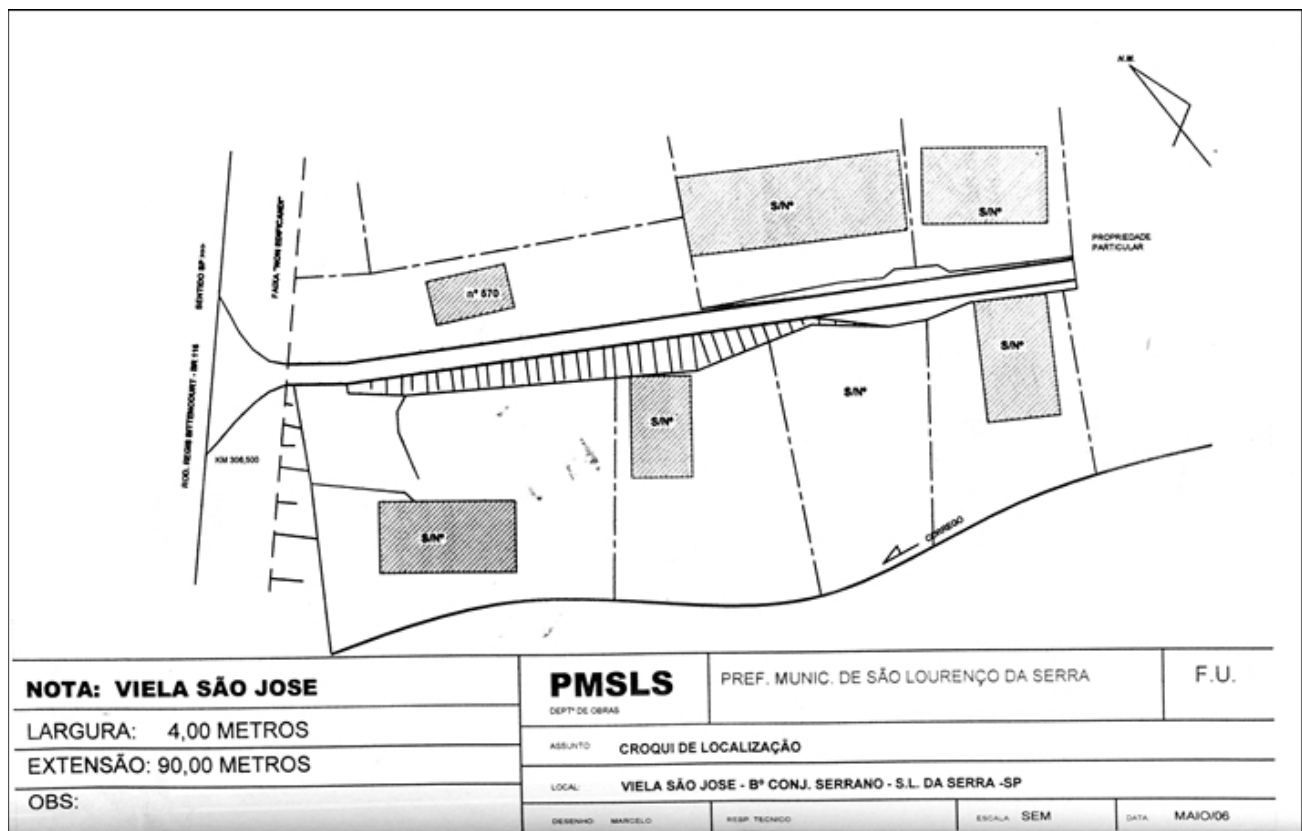 N.M.
SENTIDO SP >>>
FAIXA "NON EDIFICANDI"
ROD. REGIS BITTENCOURT - BR 116
KM 306,500
nº 570
S/Nº
S/Nº
PROPRIEDADE
PARTICULAR
S/Nº
S/Nº
S/Nº
S/Nº
CORREGO
NOTA: VIELA SÃO JOSE
LARGURA: 4,00 METROS
EXTENSÃO: 90,00 METROS
OBS:
PMSLS
DEPTº DE OBRAS
PREF. MUNIC. DE SÃO LOURENÇO DA SERRA
F.U.
ASSUNTO: CROQUI DE LOCALIZAÇÃO
LOCAL: VIELA SÃO JOSE - Bº CONJ. SERRANO - S.L. DA SERRA -SP
DESENHO: MARCELO
RESP. TECNICO
ESCALA: SEM
DATA: MAIO/06